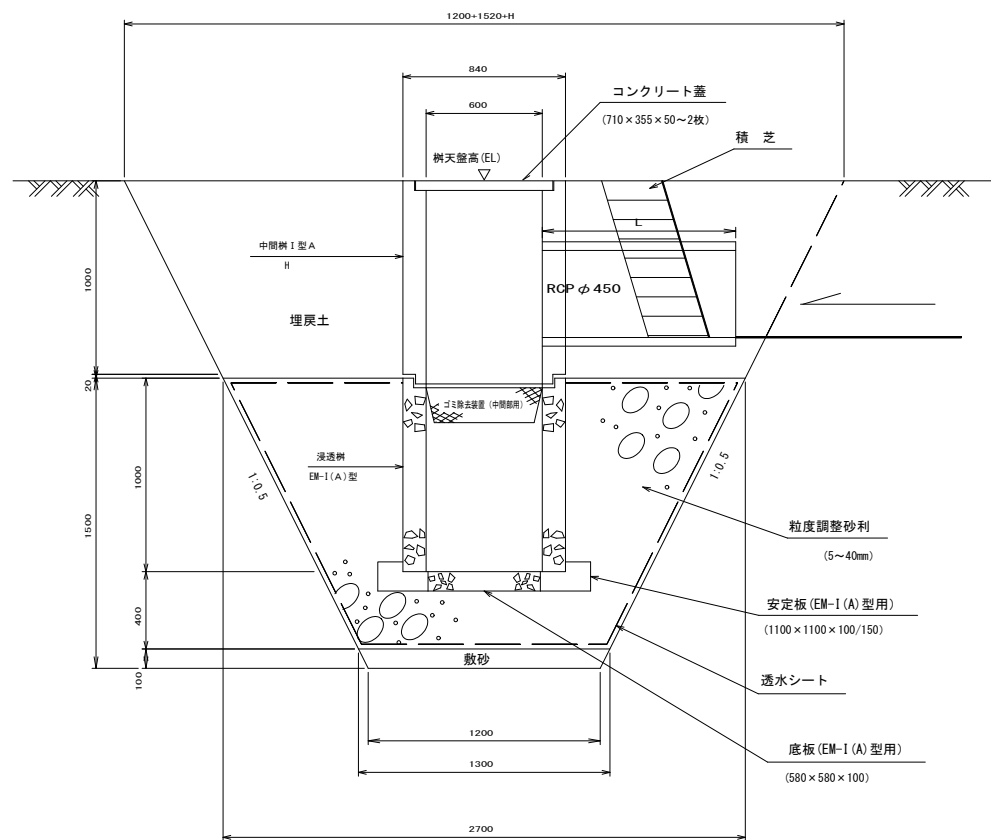 1200+1520+H
840
コンクリート蓋
600
(710×355×50~2枚)
積 芝
桝天盤高(EL)
L
中間桝Ⅰ型A
H
1000
RCPφ450
埋戻土
20
ゴミ除去装置(中間部用)
浸透桝
EM-I(A)型
1:0.5
1:0.5
1000
1500
粒度調整砂利
(5~40mm)
安定板(EM-I(A)型用)
(1100×1100×100/150)
400
敷砂
100
透水シート
1200
底板(EM-I(A)型用)
1300
(580×580×100)
2700